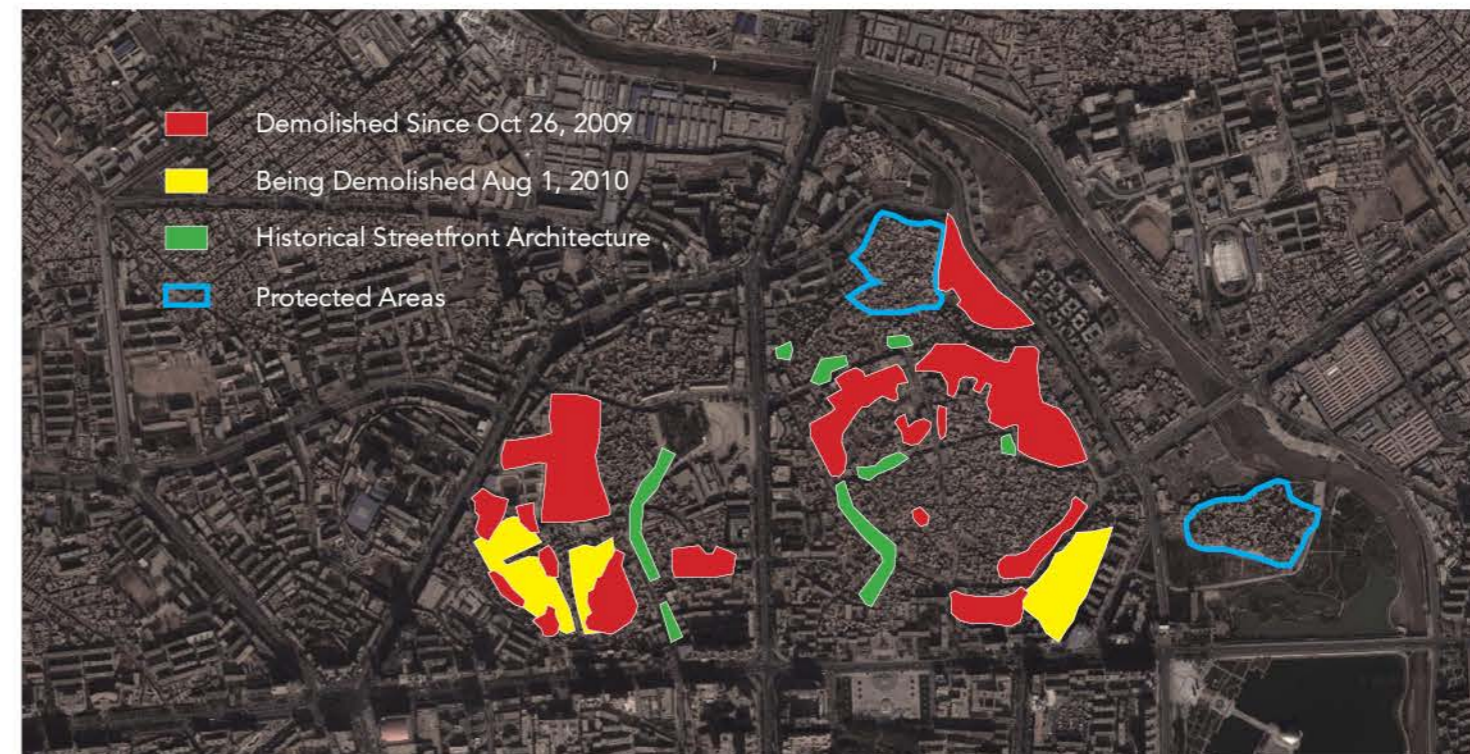 Demolished Since Oct 26, 2009
Being Demolished Aug 1, 2010
Historical Streetfront Architecture
Protected Areas